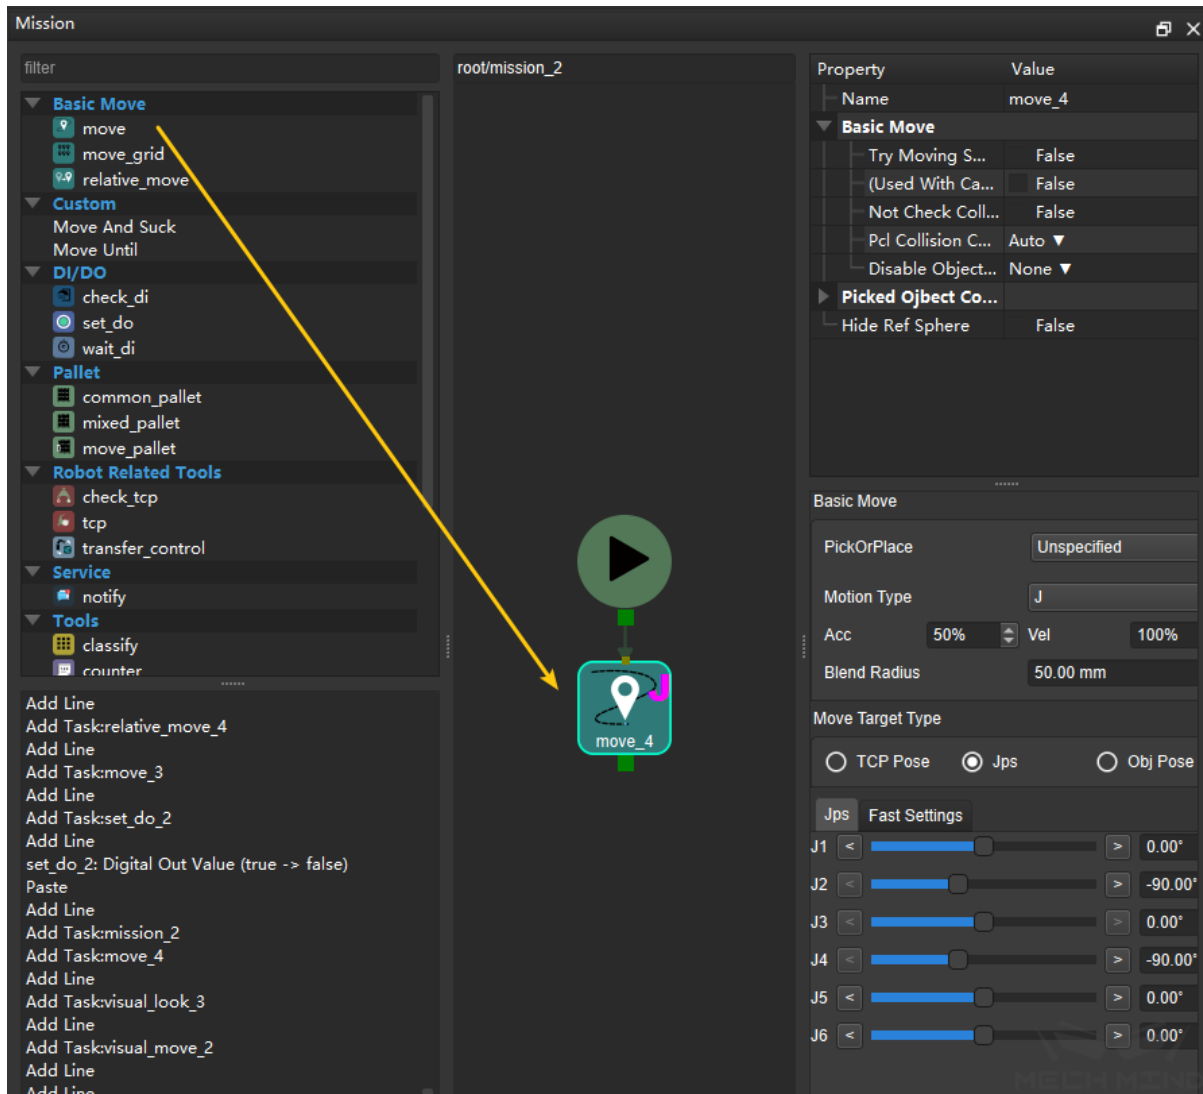 Mission
filter
Basic Move
move
move_grid
relative_move
Custom
Move And Suck
Move Until
DI/DO
check_di
set_do
wait_di
Pallet
common_pallet
mixed_pallet
move_pallet
Robot Related Tools
check_tcp
tcp
transfer_control
Service
notify
Tools
classify
counter
Add Line
Add Task:relative_move_4
Add Line
Add Task:move_3
Add Line
Add Task:set_do_2
Add Line
set_do_2: Digital Out Value (true -> false)
Paste
Add Line
Add Task:mission_2
Add Task:move_4
Add Line
Add Task:visual_look_3
Add Line
Add Task:visual_move_2
Add Line
Add Line
root/mission_2
J
move_4
Property Value
Name move_4
Basic Move
Try Moving S... False
(Used With Ca... False
Not Check Coll... False
Pcl Collision C... Auto ▼
Disable Object... None ▼
Picked Ojbect Co...
Hide Ref Sphere False
Basic Move
PickOrPlace Unspecified
Motion Type J
Acc 50% Vel 100%
Blend Radius 50.00 mm
Move Target Type
TCP Pose Jps Obj Pose
Jps Fast Settings
J1 < > 0.00°
J2 < > -90.00°
J3 < > 0.00°
J4 < > -90.00°
J5 < > 0.00°
J6 < > 0.00°
MECH MIND